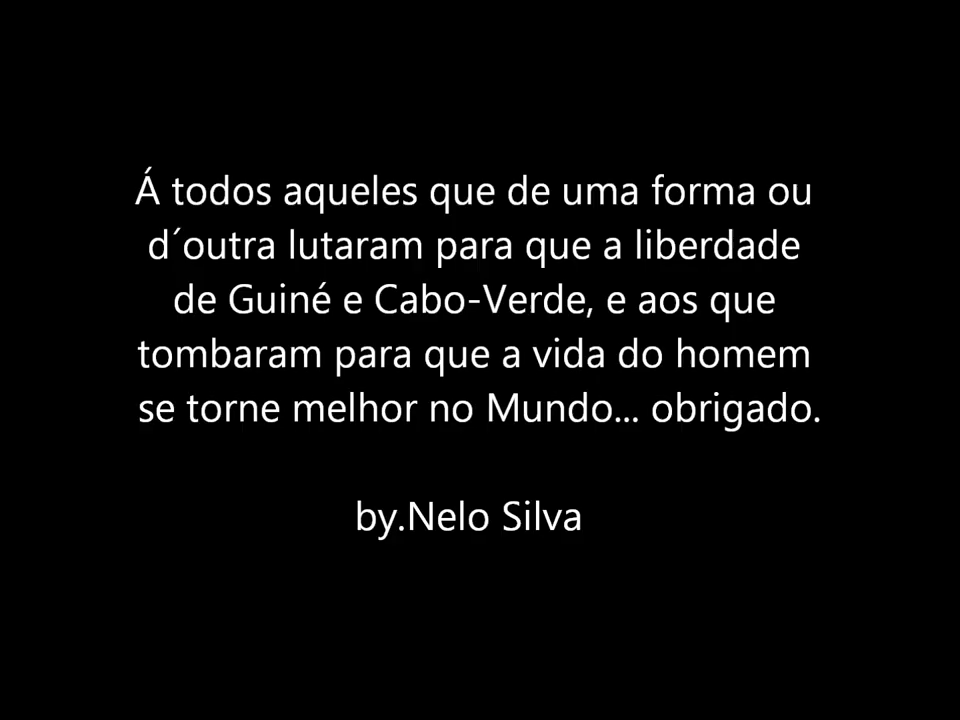 Á todos aqueles que de uma forma ou
d´outra lutaram para que a liberdade
de Guiné e Cabo-Verde, e aos que
tombaram para que a vida do homem
se torne melhor no Mundo... obrigado.
by.Nelo Silva